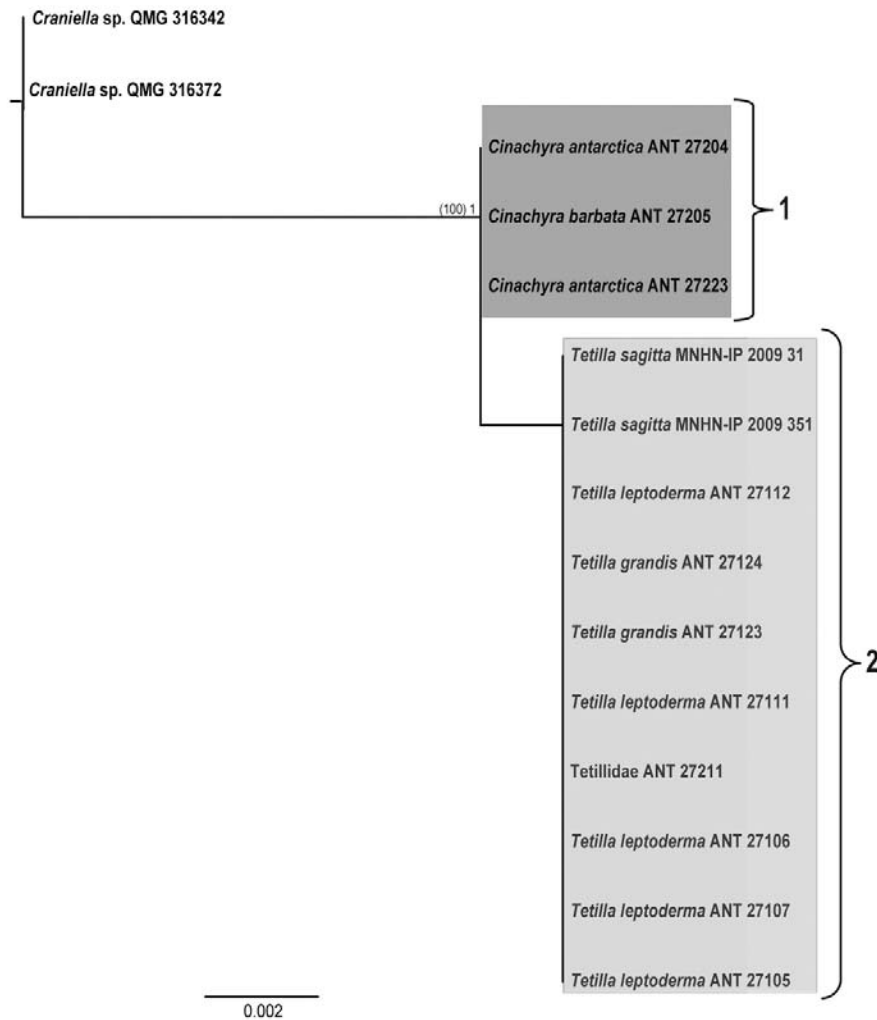 Craniella sp. QMG 316342
Craniella sp. QMG 316372
Cinachyra antarctica ANT 27204
(100) 1
Cinachyra barbata ANT 27205
1
Cinachyra antarctica ANT 27223
Tetilla sagitta MNHN-IP 2009 31
Tetilla sagitta MNHN-IP 2009 351
Tetilla leptoderma ANT 27112
Tetilla grandis ANT 27124
Tetilla grandis ANT 27123
2
Tetilla leptoderma ANT 27111
Tetillidae ANT 27211
Tetilla leptoderma ANT 27106
Tetilla leptoderma ANT 27107
Tetilla leptoderma ANT 27105
0.002